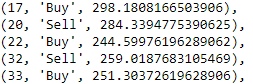 (17, 'Buy', 298.1808166503906),
(20, 'Sell', 284.3394775390625),
(22, 'Buy', 244.59976196289062),
(32, 'Sell', 259.0187683105469),
(33, 'Buy', 251.30372619628906),